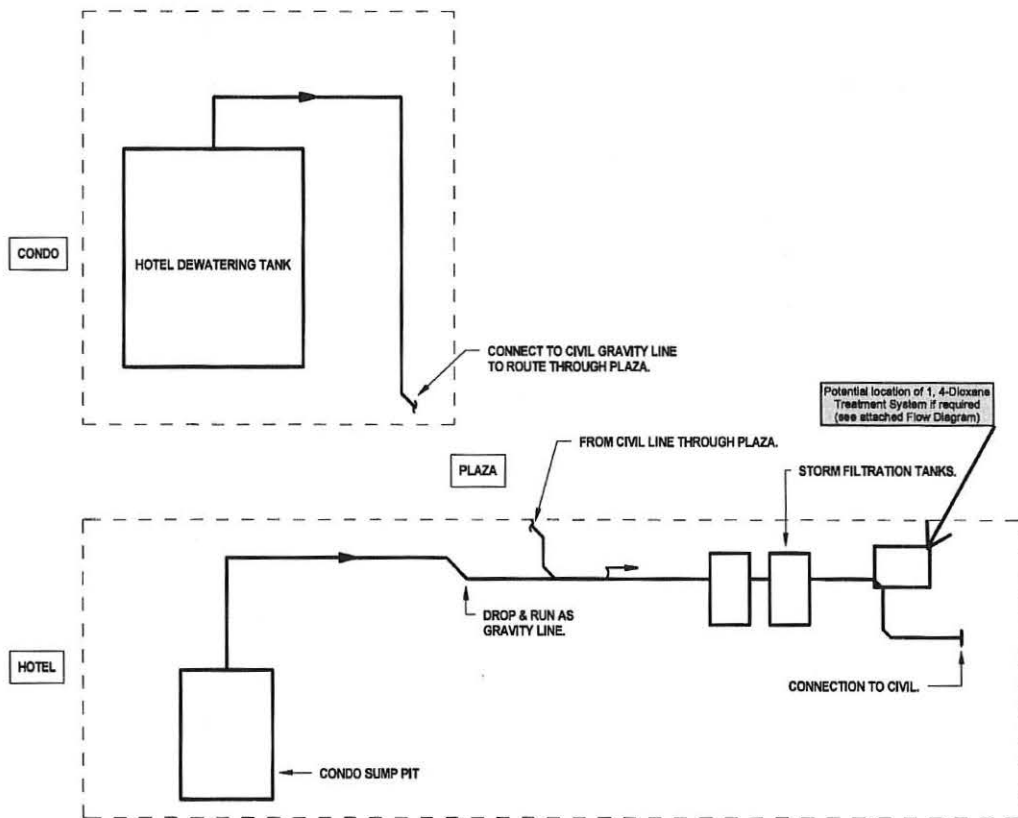 CONDO
HOTEL DEWATERING TANK
CONNECT TO CIVIL GRAVITY LINE
TO ROUTE THROUGH PLAZA.
Potential location of 1, 4-Dioxane
Treatment System if required
(see attached Flow Diagram)
FROM CIVIL LINE THROUGH PLAZA.
PLAZA
STORM FILTRATION TANKS.
DROP & RUN AS
GRAVITY LINE.
HOTEL
CONNECTION TO CIVIL.
CONDO SUMP PIT